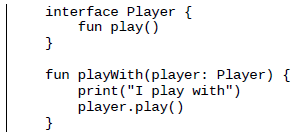 interface Player {
    fun play()
}

fun playWith(player: Player) {
    print("I play with")
    player.play()
}